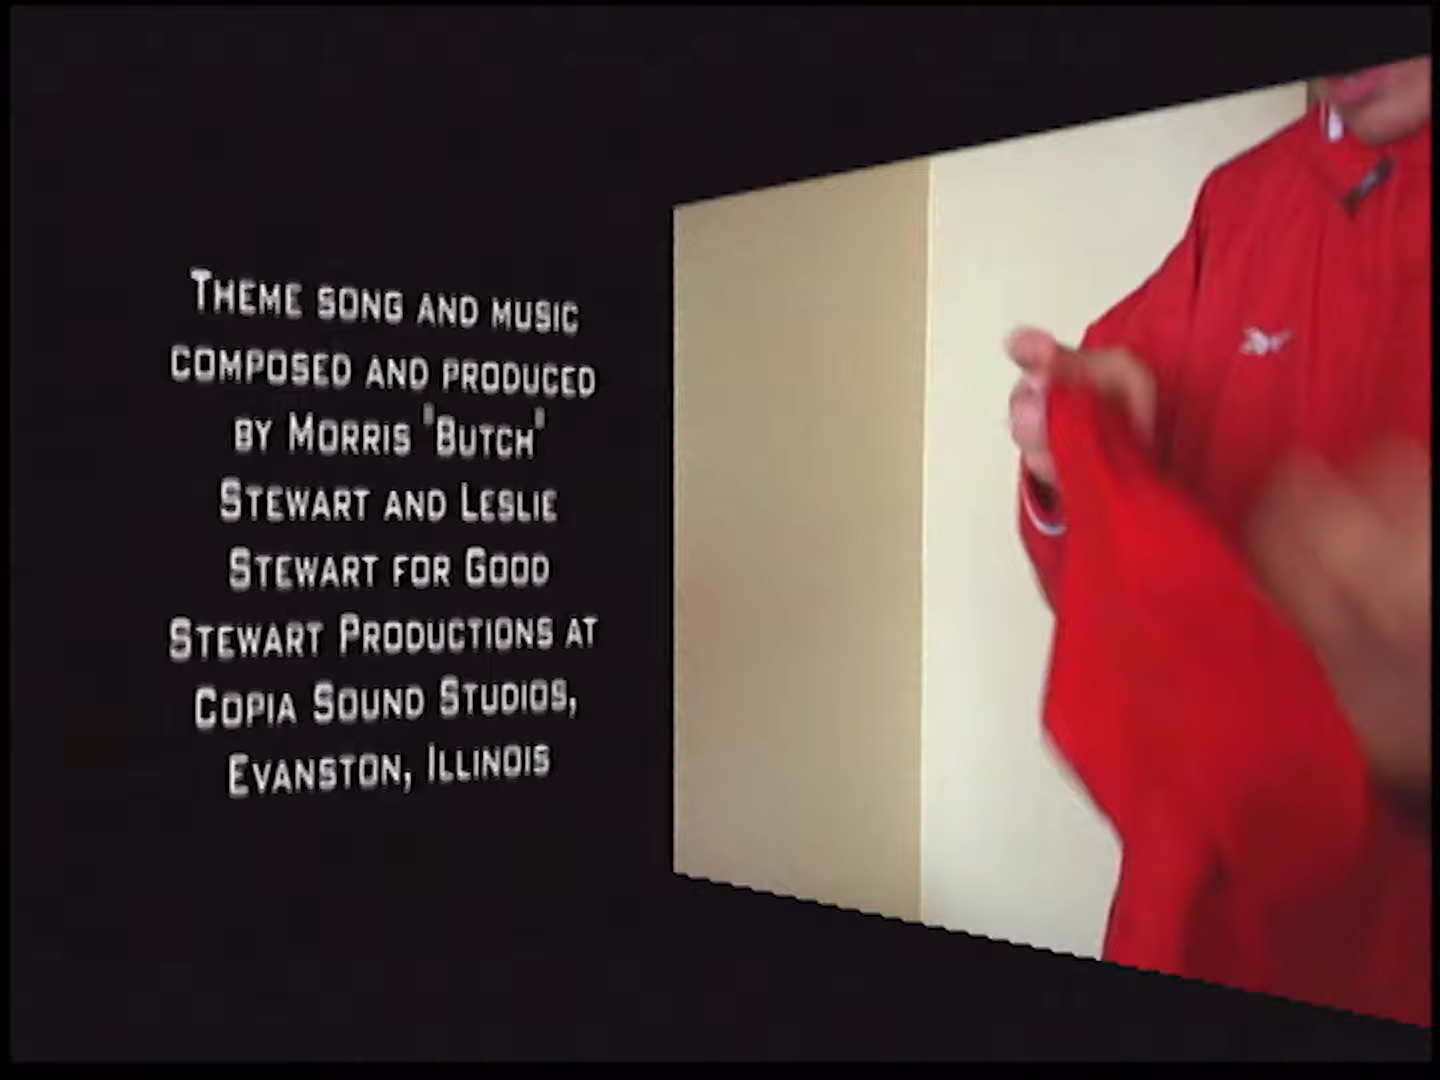 Theme song and music
composed and produced
by Morris 'Butch'
Stewart and Leslie
Stewart for Good
Stewart Productions at
Copia Sound Studios,
Evanston, Illinois